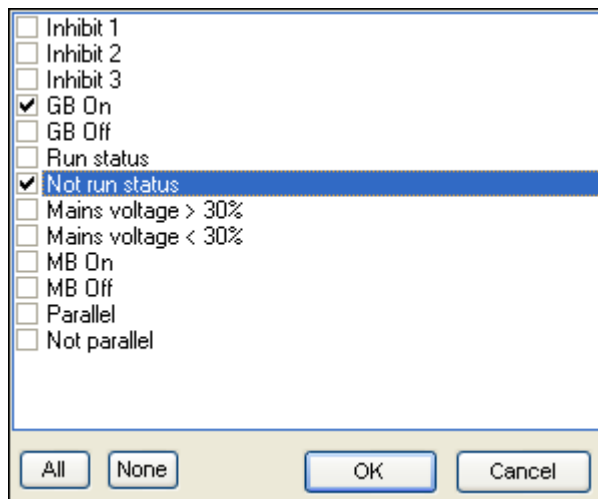 Inhibit 1
Inhibit 2
Inhibit 3
GB On
GB Off
Run status
Not run status
Mains voltage > 30%
Mains voltage < 30%
MB On
MB Off
Parallel
Not parallel
All None OK Cancel